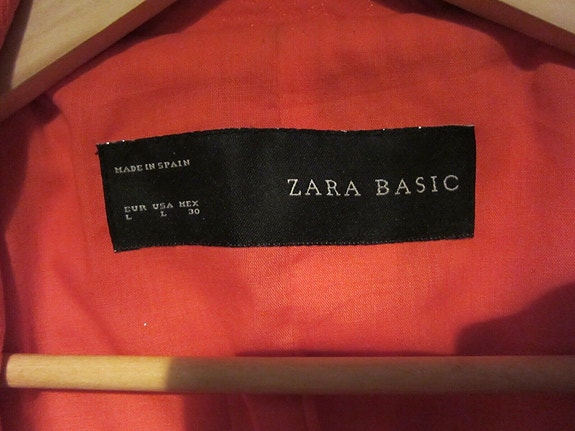 MADE IN SPAIN
ZARA BASIC
EUR USA MEX
L L 30